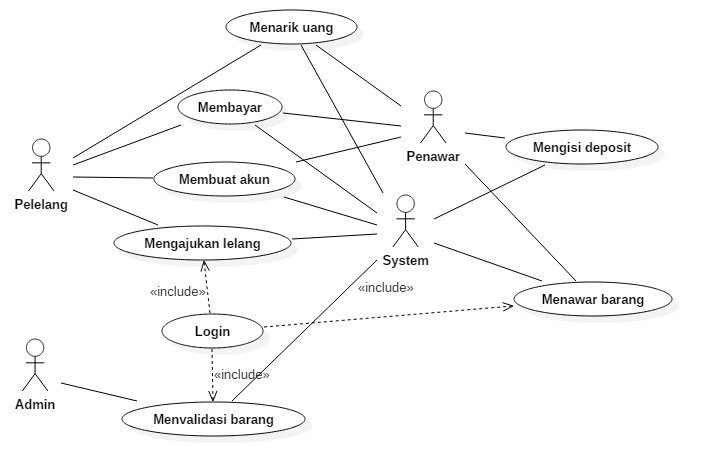 Menarik uang
Membayar
Penawar
Mengisi deposit
Pelelang
Membuat akun
Mengajukan lelang
System
«include»
«include»
Menawar barang
Login
«include»
Admin
Menvalidasi barang